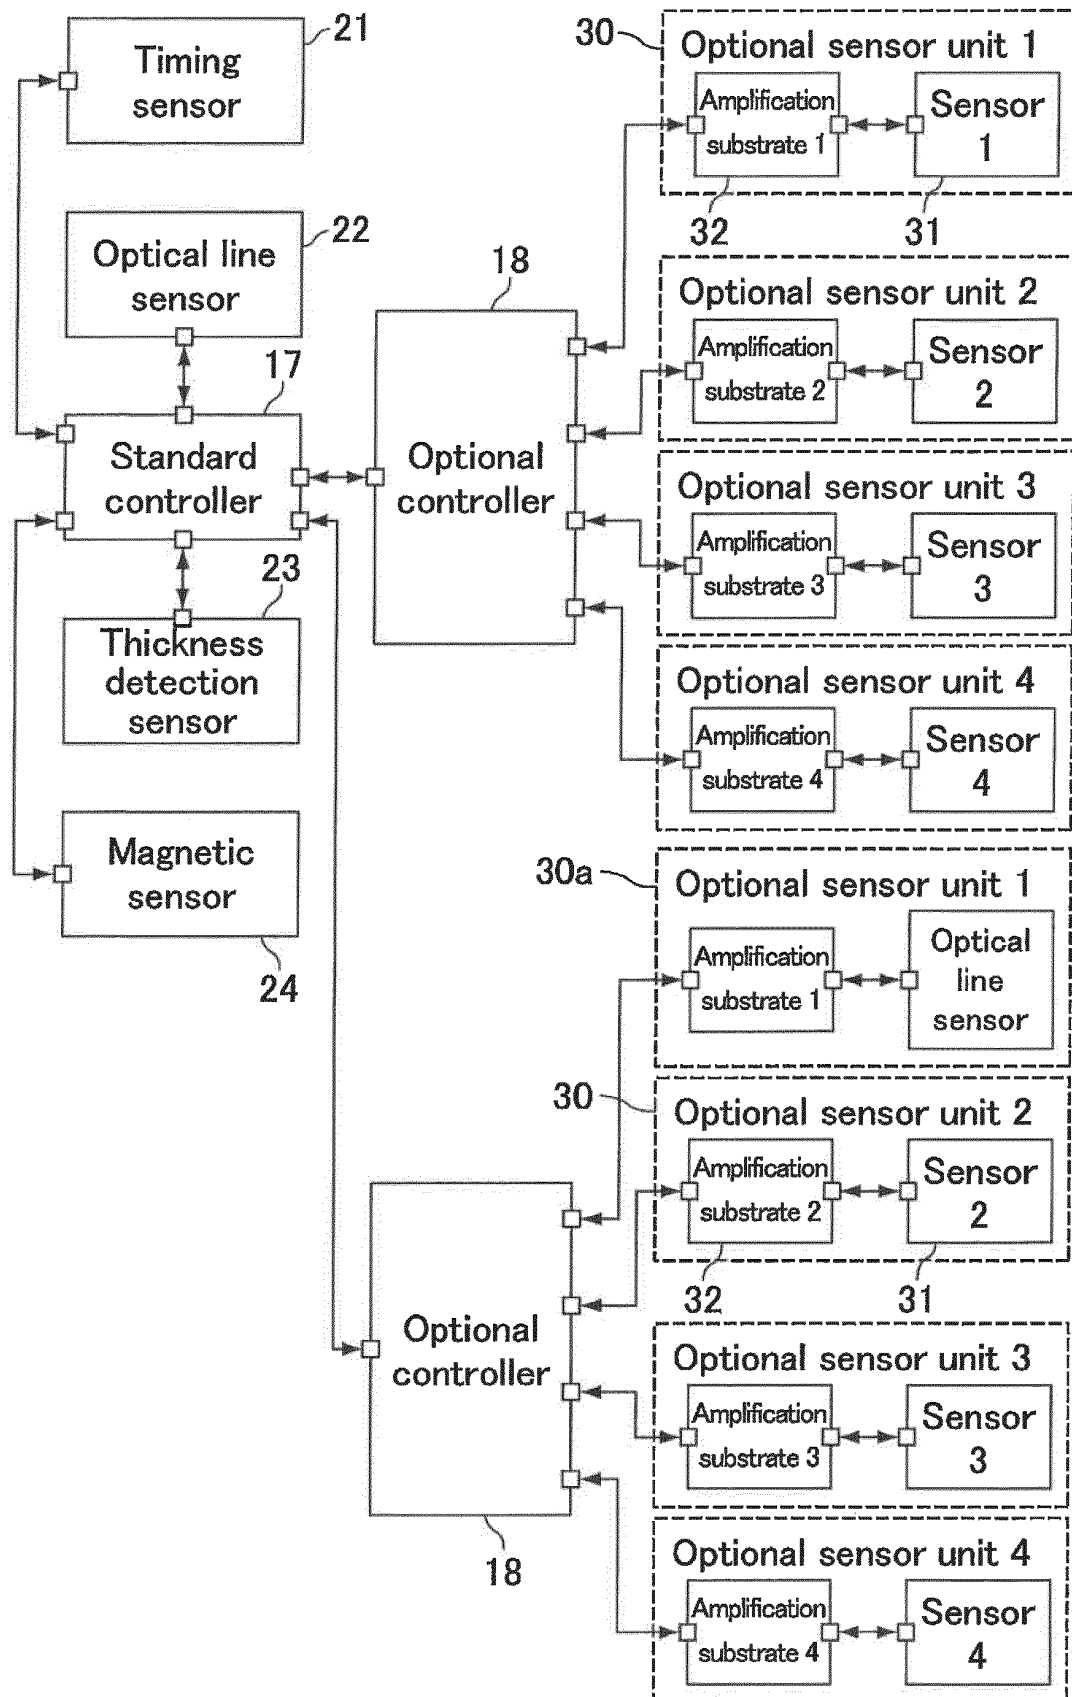 21
Timing
sensor
22
Optical line
sensor
17
Standard
controller
23
Thickness
detection
sensor
Magnetic
sensor
24
18
Optional
controller
30
Optional sensor unit 1
Amplification
substrate 1
Sensor
1
32
31
Optional sensor unit 2
Amplification
substrate 2
Sensor
2
Optional sensor unit 3
Amplification
substrate 3
Sensor
3
Optional sensor unit 4
Amplification
substrate 4
Sensor
4
30a
Optional sensor unit 1
Amplification
substrate 1
Optical
line
sensor
30
Optional sensor unit 2
Amplification
substrate 2
Sensor
2
32
31
Optional
controller
18
Optional sensor unit 3
Amplification
substrate 3
Sensor
3
Optional sensor unit 4
Amplification
substrate 4
Sensor
4